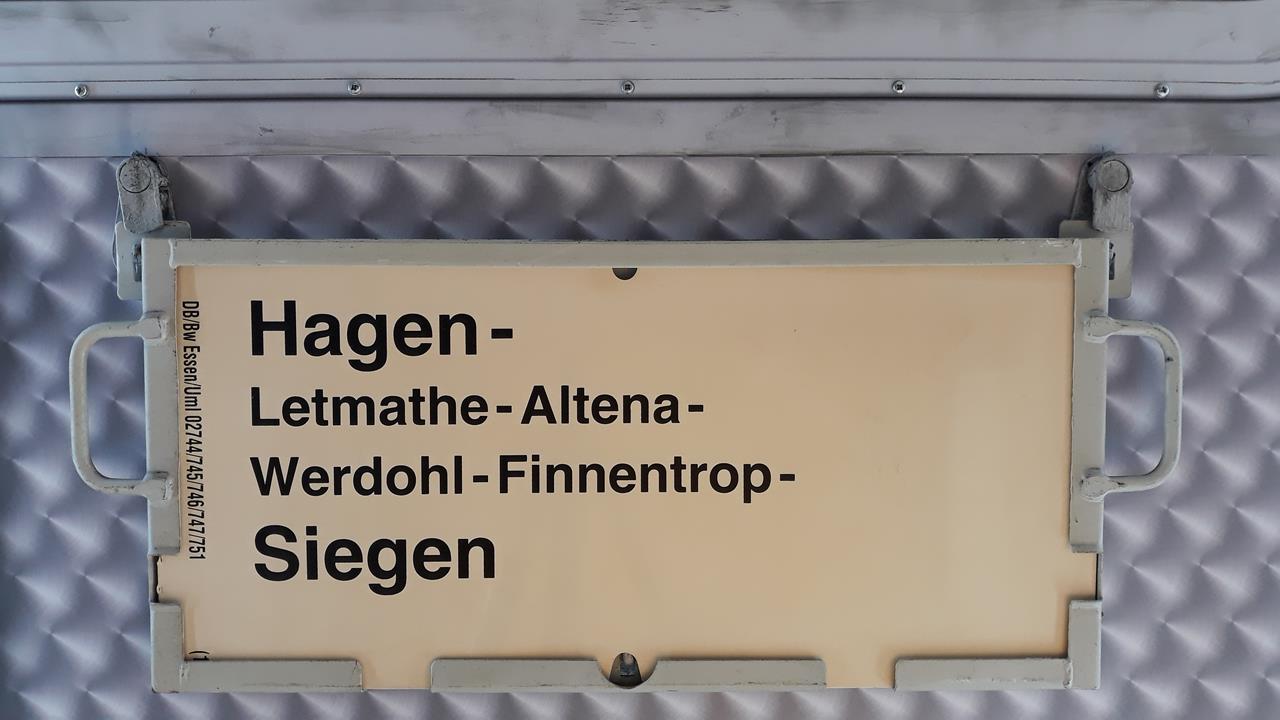 Hagen-
Letmathe-Altena-
Werdohl-Finnentrop-
Siegen
DB/Bw Essen/Uml 02744/745/746/747/751